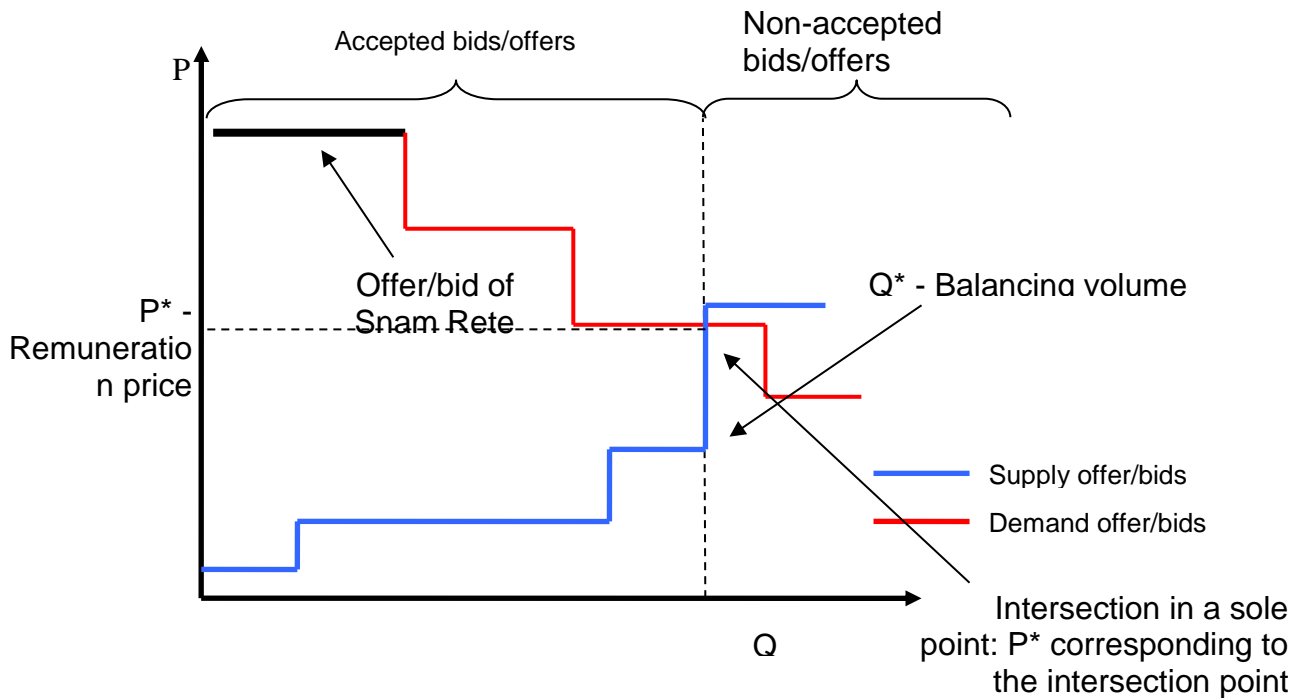 Accepted bids/offers
Non-accepted
bids/offers
P
Offer/bid of
Snam Rete
Q* - Balancing volume
P* -
Remuneratio
n price
Supply offer/bids
Demand offer/bids
Intersection in a sole
point: P* corresponding to
the intersection point
Q